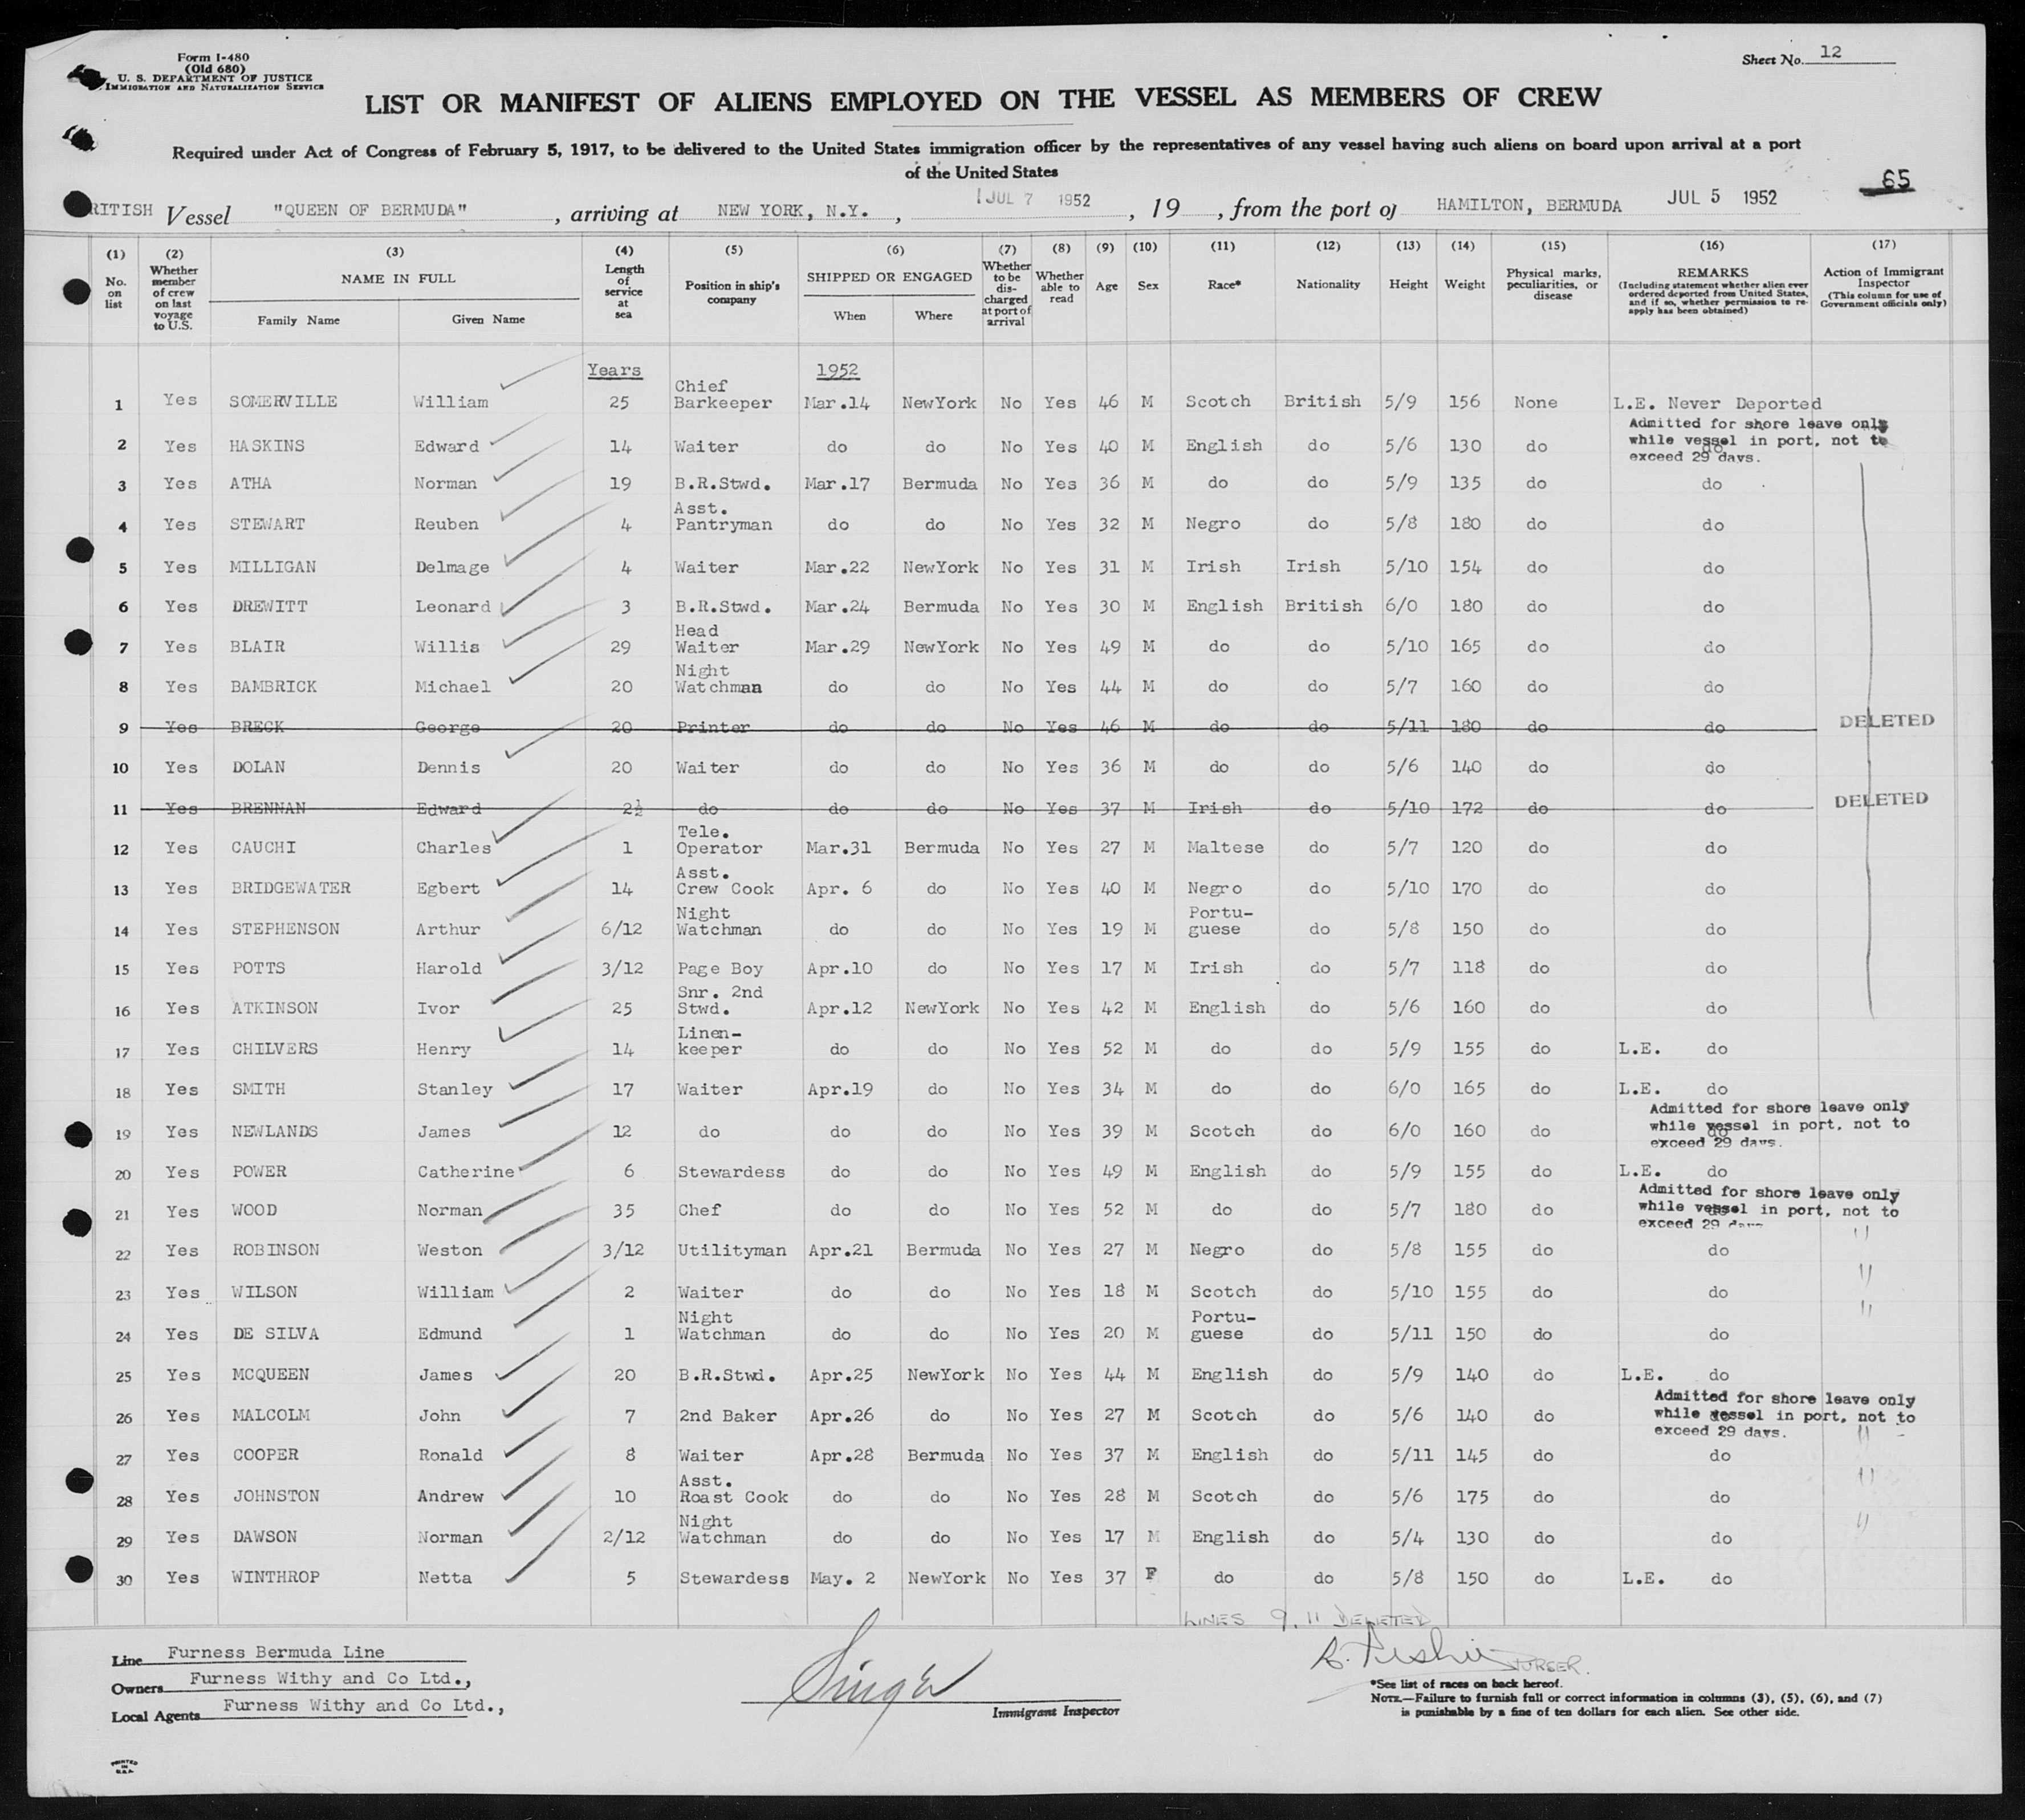 Form I-480
(Old 680)
U. S. DEPARTMENT OF JUSTICE
IMMIGRATION AND NATURALIZATION SERVICE
Sheet No. 12
LIST OR MANIFEST OF ALIENS EMPLOYED ON THE VESSEL AS MEMBERS OF CREW
Required under Act of Congress of February 5, 1917, to be delivered to the United States immigration officer by the representatives of any vessel having such aliens on board upon arrival at a port
of the United States
65
RITISH Vessel "QUEEN OF BERMUDA", arriving at NEW YORK, N.Y., JUL 7 1952, 19, from the port of HAMILTON, BERMUDA JUL 5 1952
(1) No. on list
(2) Whether member of crew on last voyage to U.S.
(3) NAME IN FULL Family Name Given Name
(4) Length of service at sea
(5) Position in ship's company
(6) SHIPPED OR ENGAGED When Where
(7) Whether to be discharged at port of arrival
(8) Whether able to read
(9) Age
(10) Sex
(11) Race*
(12) Nationality
(13) Height
(14) Weight
(15) Physical marks, peculiarities, or disease
(16) REMARKS (Including statement whether alien ever ordered deported from United States, and if so, whether permission to re-apply has been obtained)
(17) Action of Immigrant Inspector (This column for use of Government officials only)
Years 1952
1 Yes SOMERVILLE William 25 Chief Barkeeper Mar.14 NewYork No Yes 46 M Scotch British 5/9 156 None L.E. Never Deported
Admitted for shore leave only
while vessel in port, not to
exceed 29 days.
2 Yes HASKINS Edward 14 Waiter do do No Yes 40 M English do 5/6 130 do do
3 Yes ATHA Norman 19 B.R.Stwd. Mar.17 Bermuda No Yes 36 M do do 5/9 135 do do
4 Yes STEWART Reuben 4 Asst. Pantryman do do No Yes 32 M Negro do 5/8 180 do do
5 Yes MILLIGAN Delmage 4 Waiter Mar.22 NewYork No Yes 31 M Irish Irish 5/10 154 do do
6 Yes DREWITT Leonard 3 B.R.Stwd. Mar.24 Bermuda No Yes 30 M English British 6/0 180 do do
7 Yes BLAIR Willis 29 Head Waiter Mar.29 NewYork No Yes 49 M do do 5/10 165 do do
8 Yes BAMBRICK Michael 20 Night Watchman do do No Yes 44 M do do 5/7 160 do do
9 Yes BRECK George 20 Printer do do No Yes 46 M do do 5/11 180 do do DELETED
10 Yes DOLAN Dennis 20 Waiter do do No Yes 36 M do do 5/6 140 do do
11 Yes BRENNAN Edward 2½ do do do No Yes 37 M Irish do 5/10 172 do do DELETED
12 Yes CAUCHI Charles 1 Tele. Operator Mar.31 Bermuda No Yes 27 M Maltese do 5/7 120 do do
13 Yes BRIDGEWATER Egbert 14 Asst. Crew Cook Apr. 6 do No Yes 40 M Negro do 5/10 170 do do
14 Yes STEPHENSON Arthur 6/12 Night Watchman do do No Yes 19 M Portu-guese do 5/8 150 do do
15 Yes POTTS Harold 3/12 Page Boy Apr.10 do No Yes 17 M Irish do 5/7 118 do do
16 Yes ATKINSON Ivor 25 Snr. 2nd Stwd. Apr.12 NewYork No Yes 42 M English do 5/6 160 do do
17 Yes CHILVERS Henry 14 Linen-keeper do do No Yes 52 M do do 5/9 155 do L.E. do
18 Yes SMITH Stanley 17 Waiter Apr.19 do No Yes 34 M do do 6/0 165 do L.E. do
Admitted for shore leave only
while vessel in port, not to
exceed 29 days.
19 Yes NEWLANDS James 12 do do do No Yes 39 M Scotch do 6/0 160 do do
20 Yes POWER Catherine 6 Stewardess do do No Yes 49 M English do 5/9 155 do L.E. do
Admitted for shore leave only
while vessel in port, not to
exceed 29 days
21 Yes WOOD Norman 35 Chef do do No Yes 52 M do do 5/7 180 do do
22 Yes ROBINSON Weston 3/12 Utilityman Apr.21 Bermuda No Yes 27 M Negro do 5/8 155 do do "
23 Yes WILSON William 2 Waiter do do No Yes 18 M Scotch do 5/10 155 do do "
24 Yes DE SILVA Edmund 1 Night Watchman do do No Yes 20 M Portu-guese do 5/11 150 do do "
25 Yes MCQUEEN James 20 B.R.Stwd. Apr.25 NewYork No Yes 44 M English do 5/9 140 do L.E. do
Admitted for shore leave only
while vessel in port, not to
exceed 29 days.
26 Yes MALCOLM John 7 2nd Baker Apr.26 do No Yes 27 M Scotch do 5/6 140 do do
27 Yes COOPER Ronald 8 Waiter Apr.28 Bermuda No Yes 37 M English do 5/11 145 do do "
28 Yes JOHNSTON Andrew 10 Asst. Roast Cook do do No Yes 28 M Scotch do 5/6 175 do do "
29 Yes DAWSON Norman 2/12 Night Watchman do do No Yes 17 M English do 5/4 130 do do "
30 Yes WINTHROP Netta 5 Stewardess May. 2 NewYork No Yes 37 F do do 5/8 150 do L.E. do
LINES 9, 11 DELETED
Line Furness Bermuda Line
Owners Furness Withy and Co Ltd.,
Local Agents Furness Withy and Co Ltd.,
Singer
Immigrant Inspector
PURSER.
*See list of races on back hereof.
NOTE.—Failure to furnish full or correct information in columns (3), (5), (6), and (7)
is punishable by a fine of ten dollars for each alien. See other side.
PRINTED
IN
U.S.A.